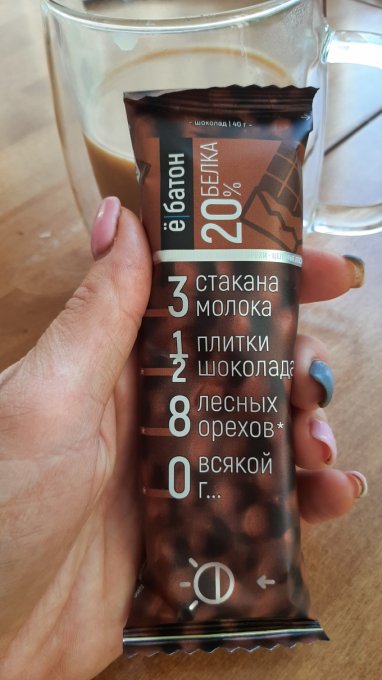 - шоколад | 40 г -
ё|батон
20% БЕЛКА
3 СТАКАНА
МОЛОКА
1/2 ПЛИТКИ
ШОКОЛАДА
8 ЛЕСНЫХ
ОРЕХОВ*
0 ВСЯКОЙ
Г...